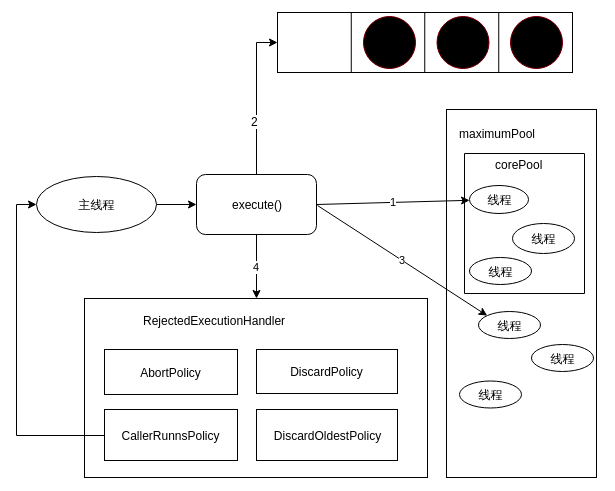 2
maximumPool
corePool
线程
主线程
execute()
1
线程
4
3
线程
RejectedExecutionHandler
线程
AbortPolicy
DiscardPolicy
线程
线程
CallerRunnsPolicy
DiscardOldestPolicy